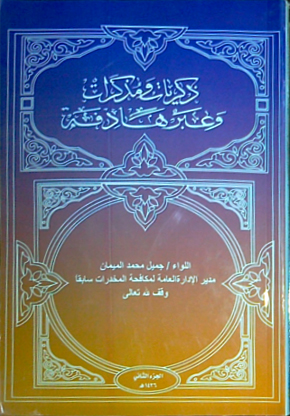 ذكريات ومذكرات
وعبر هادفة
اللواء / جميل محمد الميمان
مدير الإدارة العامة لمكافحة المخدرات سابقا
وقف لله تعالى
الجزء الثاني
١٤٢٦هـ